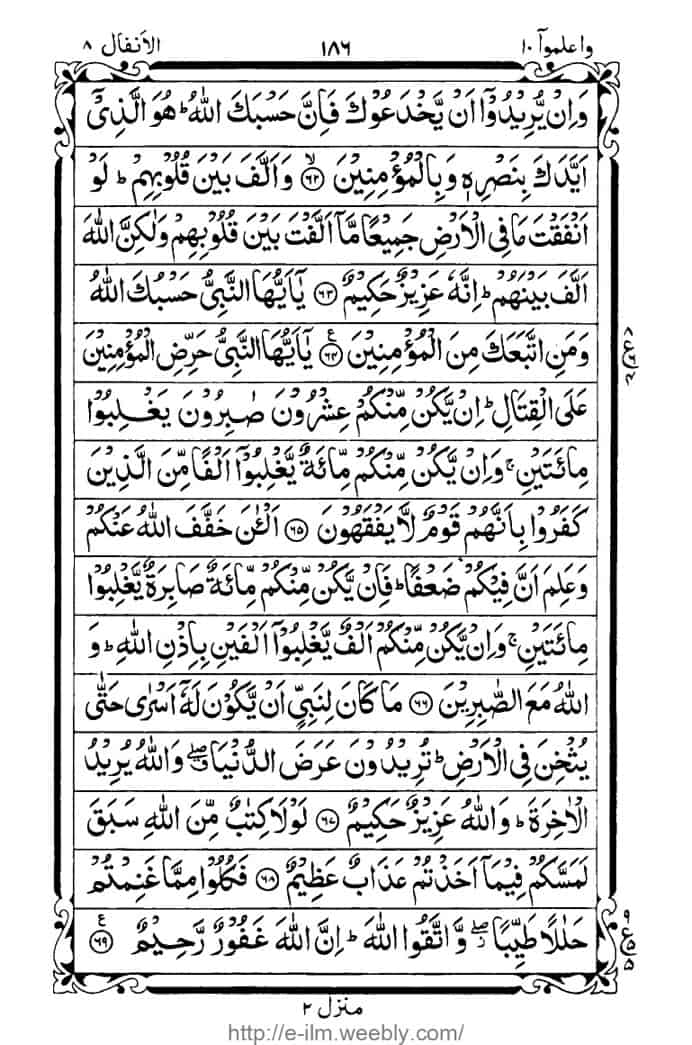 واعلموآ ١٠ ١٨٦ الانفال ٨
وَاِنْ يُّرِيْدُوْۤا اَنْ يَّخْدَعُوْكَ فَاِنَّ حَسْبَكَ اللّٰهُؕ هُوَ الَّذِيْۤ
اَيَّدَكَ بِنَصْرِهٖ وَبِالْمُؤْمِنِيْنَۙ ﴿۶۲﴾ وَاَلَّفَ بَيْنَ قُلُوْبِهِمْؕ لَوْ
اَنْفَقْتَ مَا فِي الْاَرْضِ جَمِيْعًا مَّاۤ اَلَّفْتَ بَيْنَ قُلُوْبِهِمْ وَلٰكِنَّ اللّٰهَ
اَلَّفَ بَيْنَهُمْؕ اِنَّهٗ عَزِيْزٌ حَكِيْمٌ ﴿۶۳﴾ يٰۤاَيُّهَا النَّبِيُّ حَسْبُكَ اللّٰهُ
وَمَنِ اتَّبَعَكَ مِنَ الْمُؤْمِنِيْنَ ﴿۶۴﴾ع يٰۤاَيُّهَا النَّبِيُّ حَرِّضِ الْمُؤْمِنِيْنَ
عَلَي الْقِتَالِؕ اِنْ يَّكُنْ مِّنْكُمْ عِشْرُوْنَ صٰبِرُوْنَ يَغْلِبُوْا
مِائَتَيْنِۚ وَاِنْ يَّكُنْ مِّنْكُمْ مِّائَةٌ يَّغْلِبُوْۤا اَلْفًا مِّنَ الَّذِيْنَ
كَفَرُوْا بِاَنَّهُمْ قَوْمٌ لَّا يَفْقَهُوْنَ ﴿۶۵﴾ اَلْـٰٔنَ خَفَّفَ اللّٰهُ عَنْكُمْ
وَعَلِمَ اَنَّ فِيْكُمْ ضَعْفًاؕ فَاِنْ يَّكُنْ مِّنْكُمْ مِّائَةٌ صَابِرَةٌ يَّغْلِبُوْا
مِائَتَيْنِۚ وَاِنْ يَّكُنْ مِّنْكُمْ اَلْفٌ يَّغْلِبُوْۤا اَلْفَيْنِ بِاِذْنِ اللّٰهِؕ وَ
اللّٰهُ مَعَ الصّٰبِرِيْنَ ﴿۶۶﴾ مَا كَانَ لِنَبِيٍّ اَنْ يَّكُوْنَ لَهٗۤ اَسْرٰي حَتّٰي
يُثْخِنَ فِي الْاَرْضِؕ تُرِيْدُوْنَ عَرَضَ الدُّنْيَاۖ وَاللّٰهُ يُرِيْدُ
الْاٰخِرَةَؕ وَاللّٰهُ عَزِيْزٌ حَكِيْمٌ ﴿۶۷﴾ لَوْلَا كِتٰبٌ مِّنَ اللّٰهِ سَبَقَ
لَمَسَّكُمْ فِيْمَاۤ اَخَذْتُمْ عَذَابٌ عَظِيْمٌ ﴿۶۸﴾ فَكُلُوْا مِمَّا غَنِمْتُمْ
حَلٰلًا طَيِّبًاۖ وَّاتَّقُوا اللّٰهَؕ اِنَّ اللّٰهَ غَفُوْرٌ رَّحِيْمٌ ﴿۶۹﴾ع
منزل ٢
http://e-ilm.weebly.com/